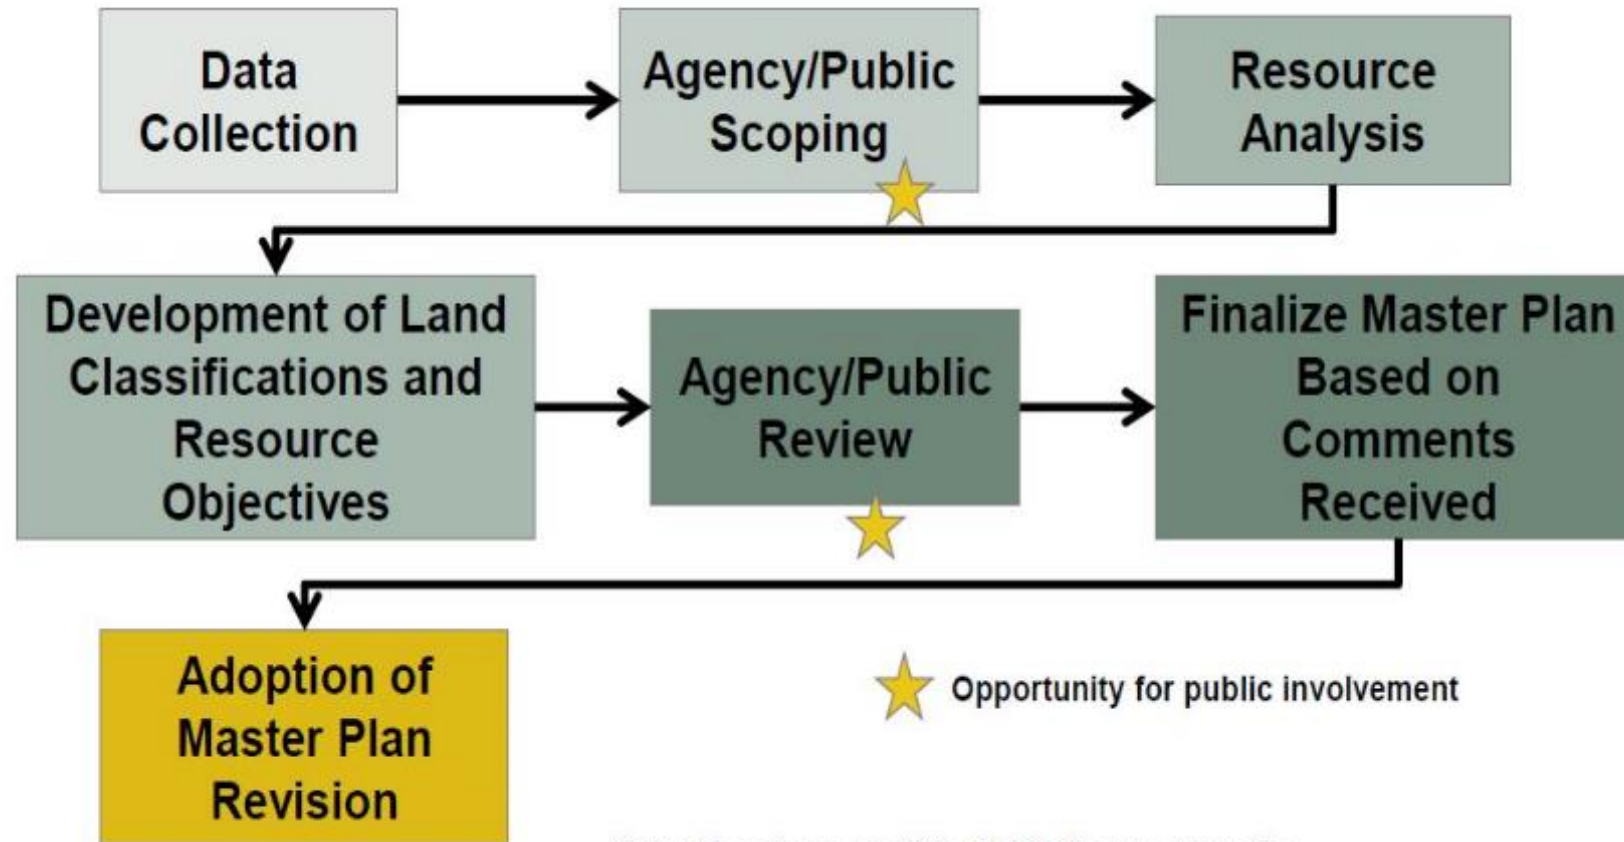 Data
Collection
Agency/Public
Scoping
Resource
Analysis
Development of Land
Classifications and
Resource
Objectives
Agency/Public
Review
Finalize Master Plan
Based on
Comments
Received
Adoption of
Master Plan
Revision
Opportunity for public involvement